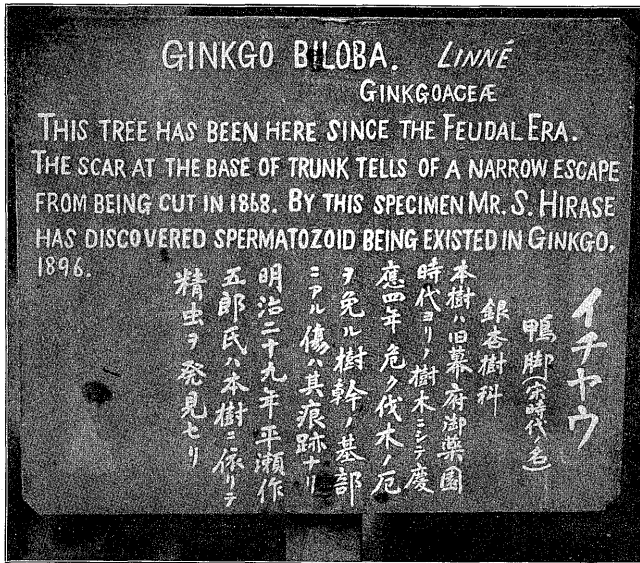 GINKGO BILOBA. LINNÉ
GINKGOACEÆ
THIS TREE HAS BEEN HERE SINCE THE FEUDAL ERA.
THE SCAR AT THE BASE OF TRUNK TELLS OF A NARROW ESCAPE
FROM BEING CUT IN 1868. BY THIS SPECIMEN MR. S. HIRASE
HAS DISCOVERED SPERMATOZOID BEING EXISTED IN GINKGO.
1896.
イチヤウ
鴨脚(宋時代ノ名)
銀杏樹科
本樹ハ旧幕府御薬園
時代ヨリノ樹木ニシテ慶
應四年危ク伐木ノ厄
ヲ免ル樹幹ノ基部
ニアル傷ハ其痕跡ナリ
明治二十九年平瀬作
五郎氏ハ本樹ニ依リテ
精虫ヲ発見セリ